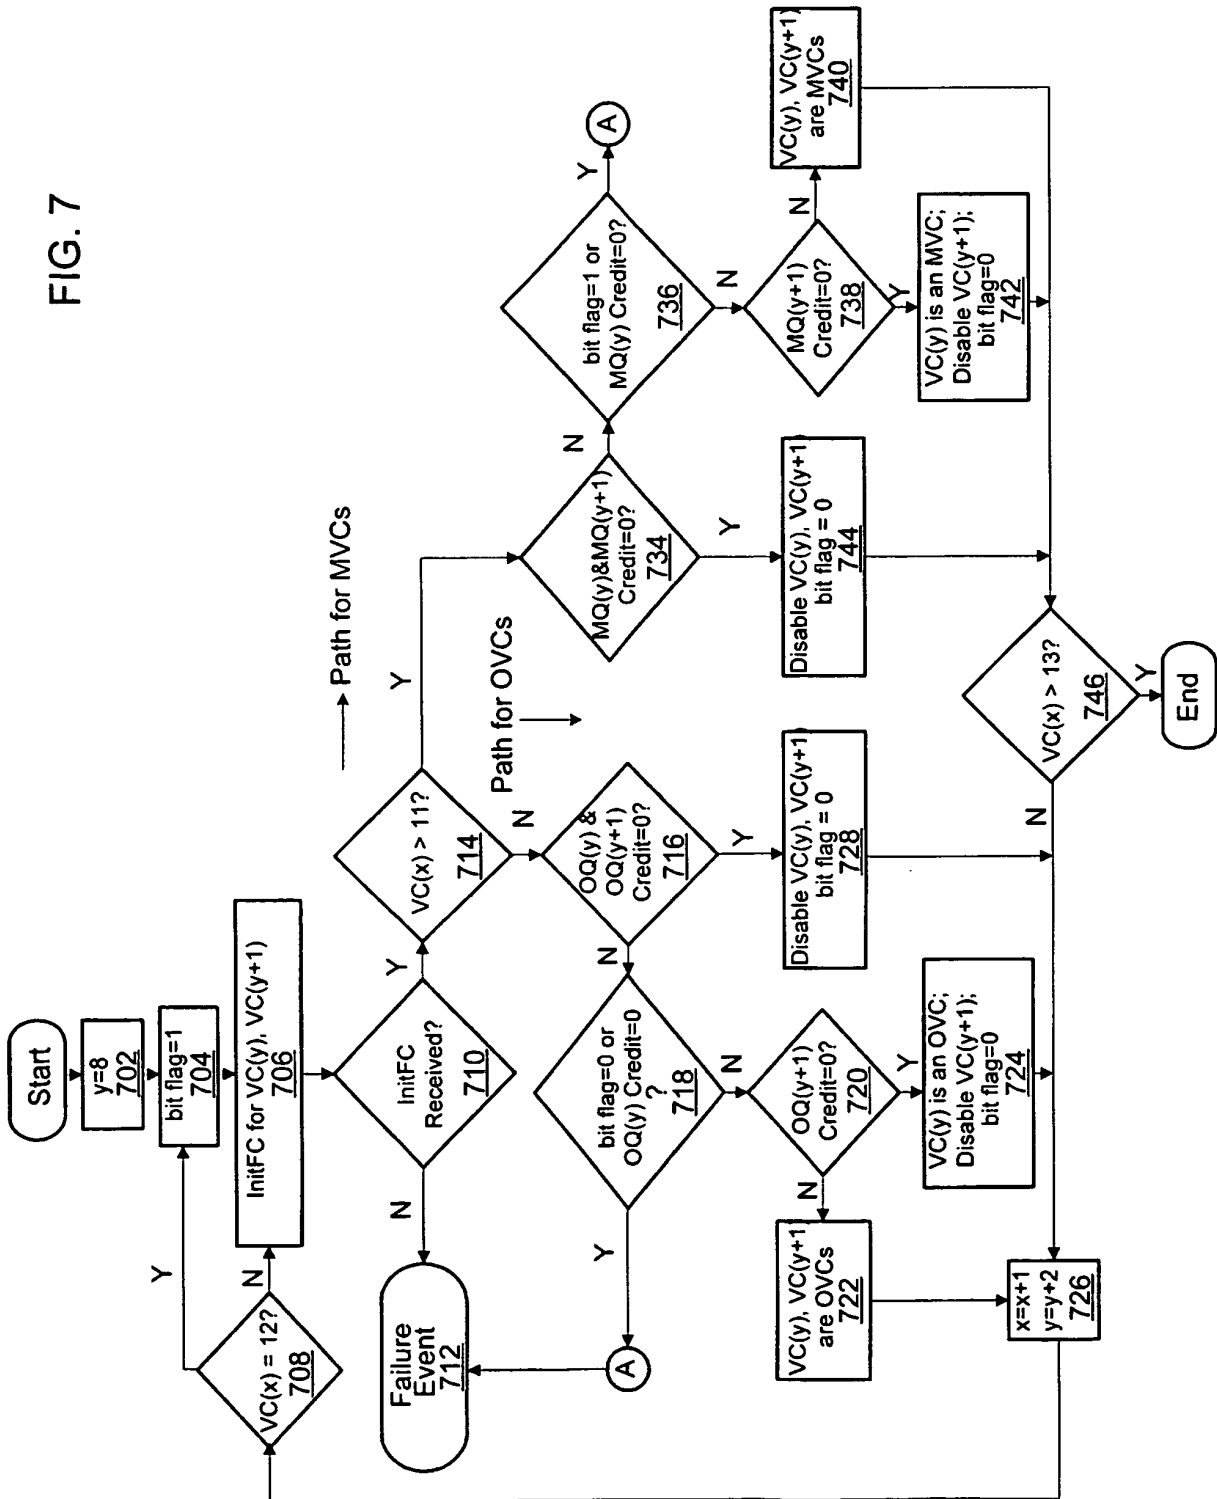 FIG. 7
Start
y=8
702
bit flag=1
704
InitFC for VC(y), VC(y+1)
706
VC(x) = 12?
708
Y
N
InitFC
Received?
710
N
Y
Failure
Event
712
VC(x) > 11?
714
Y
N
Path for MVCs
Path for OVCs
OQ(y) &
OQ(y+1)
Credit=0?
716
N
Y
bit flag=0 or
OQ(y) Credit=0
?
718
Y
N
A
OQ(y+1)
Credit=0?
720
N
Y
VC(y), VC(y+1)
are OVCs
722
VC(y) is an OVC;
Disable VC(y+1);
bit flag=0
724
x=x+1
y=y+2
726
Disable VC(y), VC(y+1)
bit flag = 0
728
MQ(y)&MQ(y+1)
Credit=0?
734
N
Y
bit flag=1 or
MQ(y) Credit=0?
736
Y
N
A
MQ(y+1)
Credit=0?
738
N
Y
VC(y), VC(y+1)
are MVCs
740
VC(y) is an MVC;
Disable VC(y+1);
bit flag=0
742
Disable VC(y), VC(y+1)
bit flag = 0
744
VC(x) > 13?
746
N
Y
End